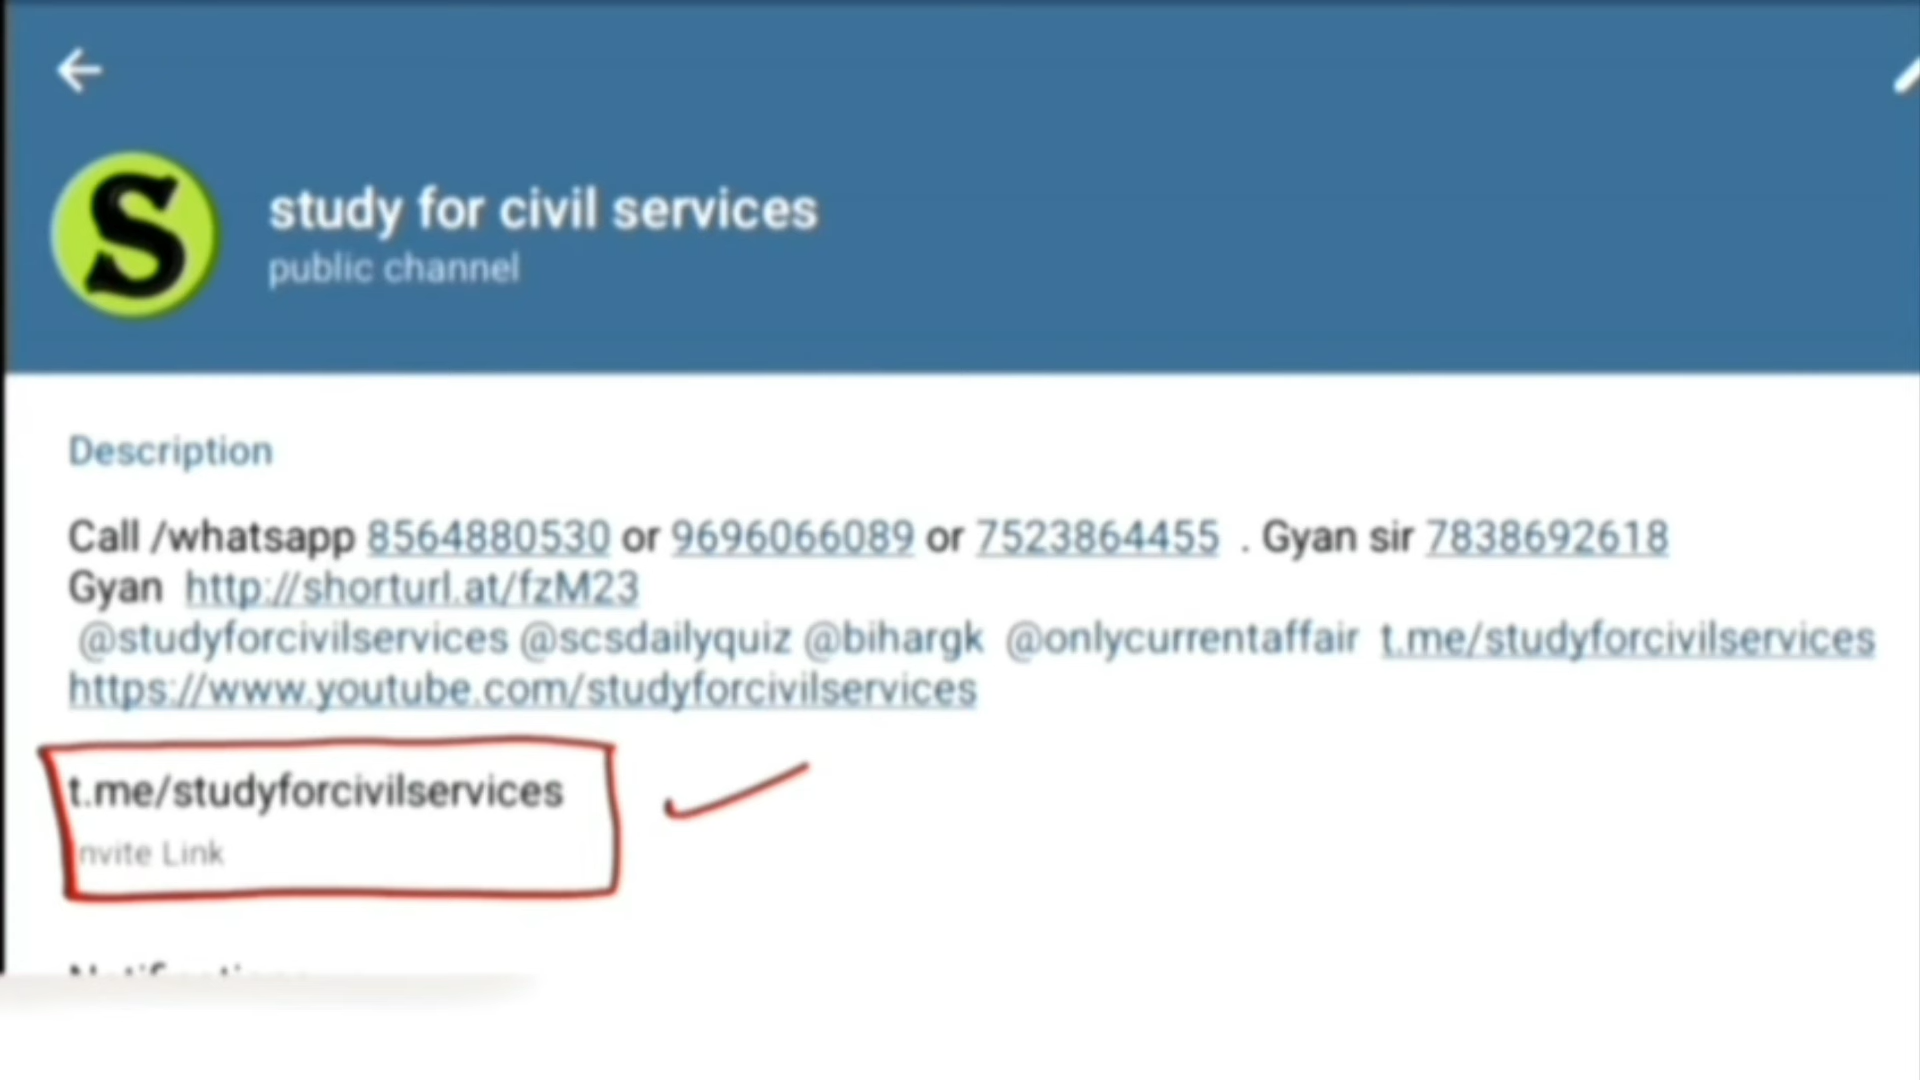 S
study for civil services
public channel
Description
Call /whatsapp 8564880530 or 9696066089 or 7523864455 . Gyan sir 7838692618
Gyan http://shorturl.at/fzM23
@studyforcivilservices @scsdailyquiz @bihargk @onlycurrentaffair t.me/studyforcivilservices
https://www.youtube.com/studyforcivilservices
t.me/studyforcivilservices
nvite Link